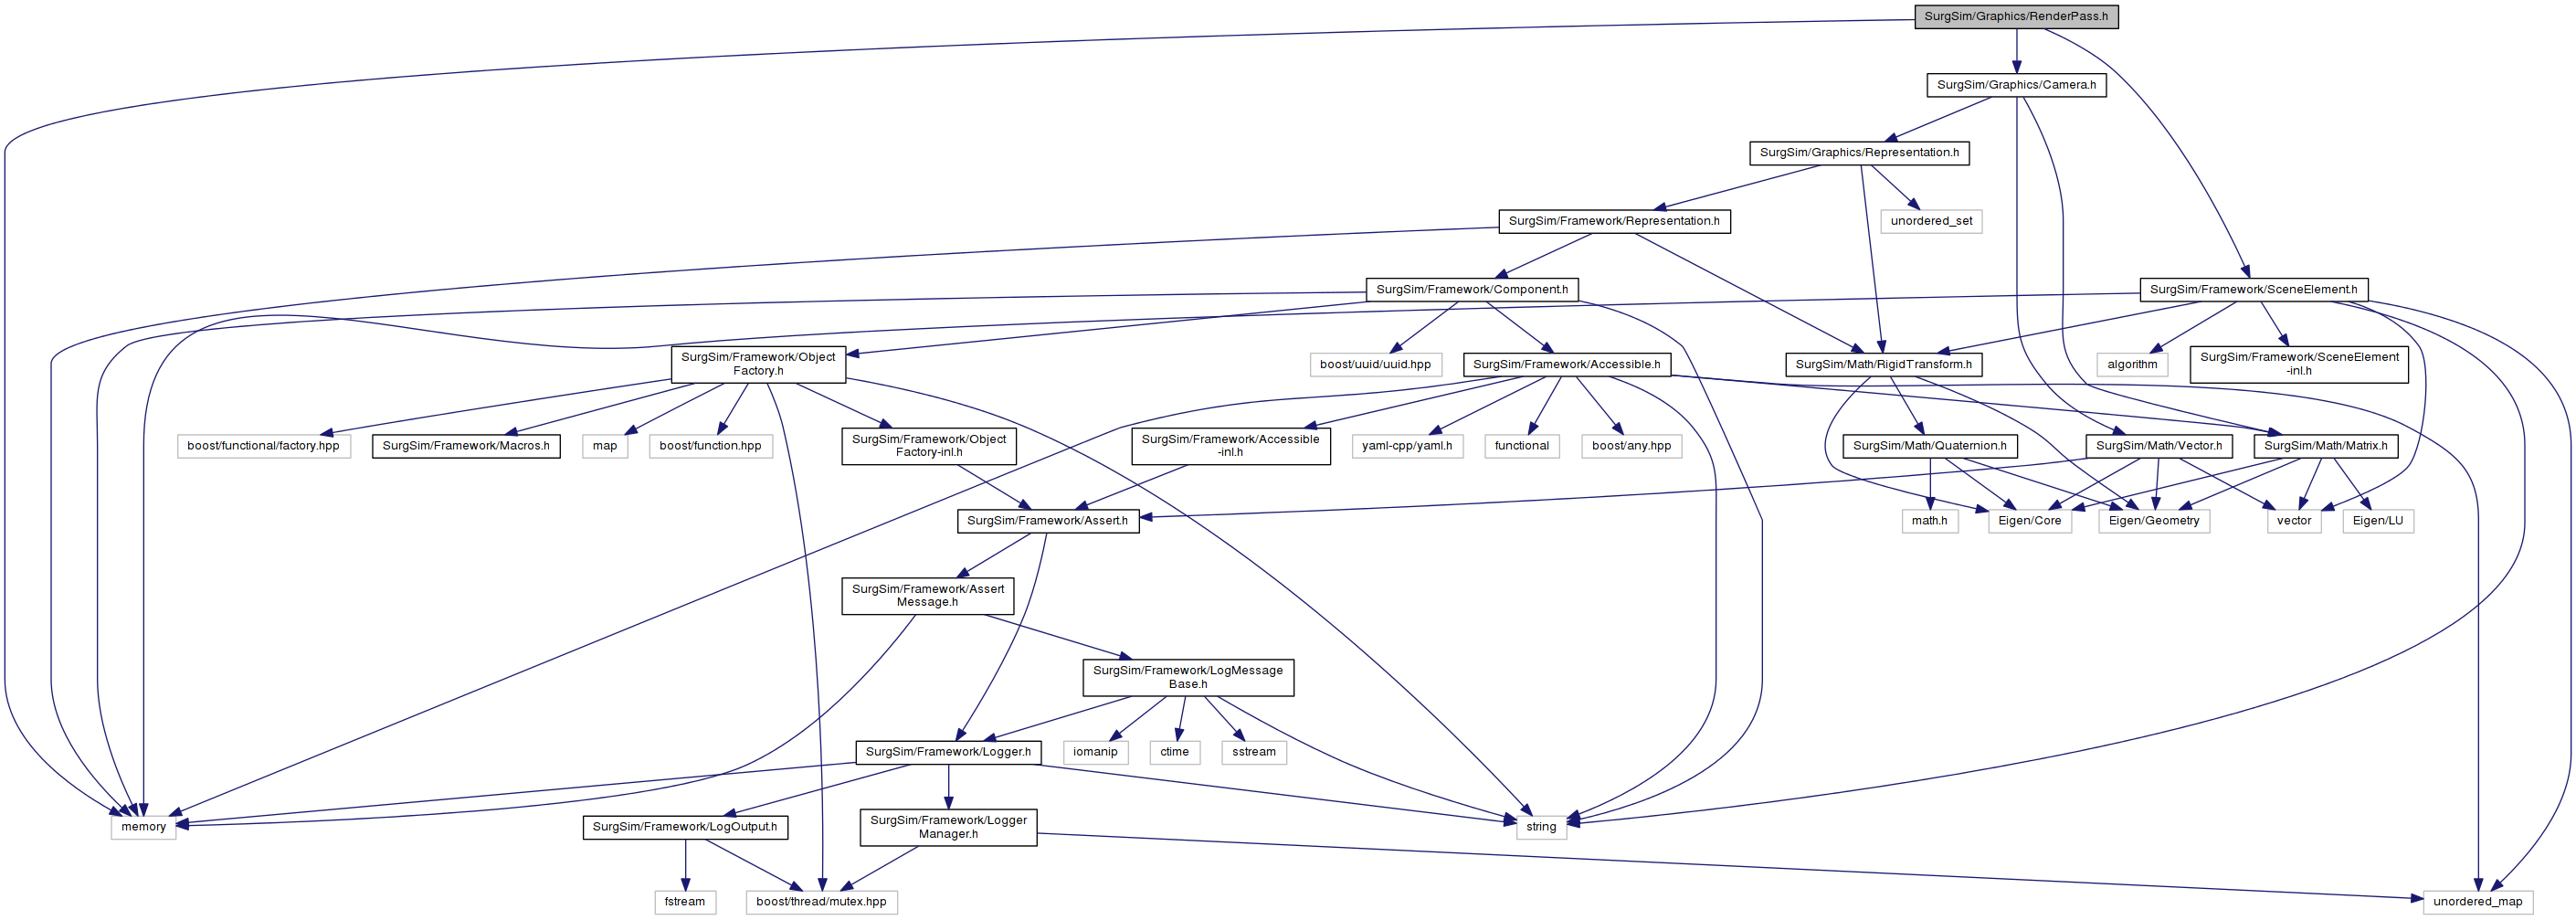 SurgSim/Graphics/RenderPass.h
SurgSim/Graphics/Camera.h
SurgSim/Graphics/Representation.h
SurgSim/Framework/Representation.h
unordered_set
SurgSim/Framework/Component.h
SurgSim/Framework/SceneElement.h
SurgSim/Framework/Object
Factory.h
boost/uuid/uuid.hpp
SurgSim/Framework/Accessible.h
SurgSim/Math/RigidTransform.h
algorithm
SurgSim/Framework/SceneElement
-inl.h
boost/functional/factory.hpp
SurgSim/Framework/Macros.h
map
boost/function.hpp
SurgSim/Framework/Object
Factory-inl.h
SurgSim/Framework/Accessible
-inl.h
yaml-cpp/yaml.h
functional
boost/any.hpp
SurgSim/Math/Quaternion.h
SurgSim/Math/Vector.h
SurgSim/Math/Matrix.h
SurgSim/Framework/Assert.h
math.h
Eigen/Core
Eigen/Geometry
vector
Eigen/LU
SurgSim/Framework/Assert
Message.h
SurgSim/Framework/LogMessage
Base.h
SurgSim/Framework/Logger.h
iomanip
ctime
sstream
memory
SurgSim/Framework/LogOutput.h
SurgSim/Framework/Logger
Manager.h
string
fstream
boost/thread/mutex.hpp
unordered_map